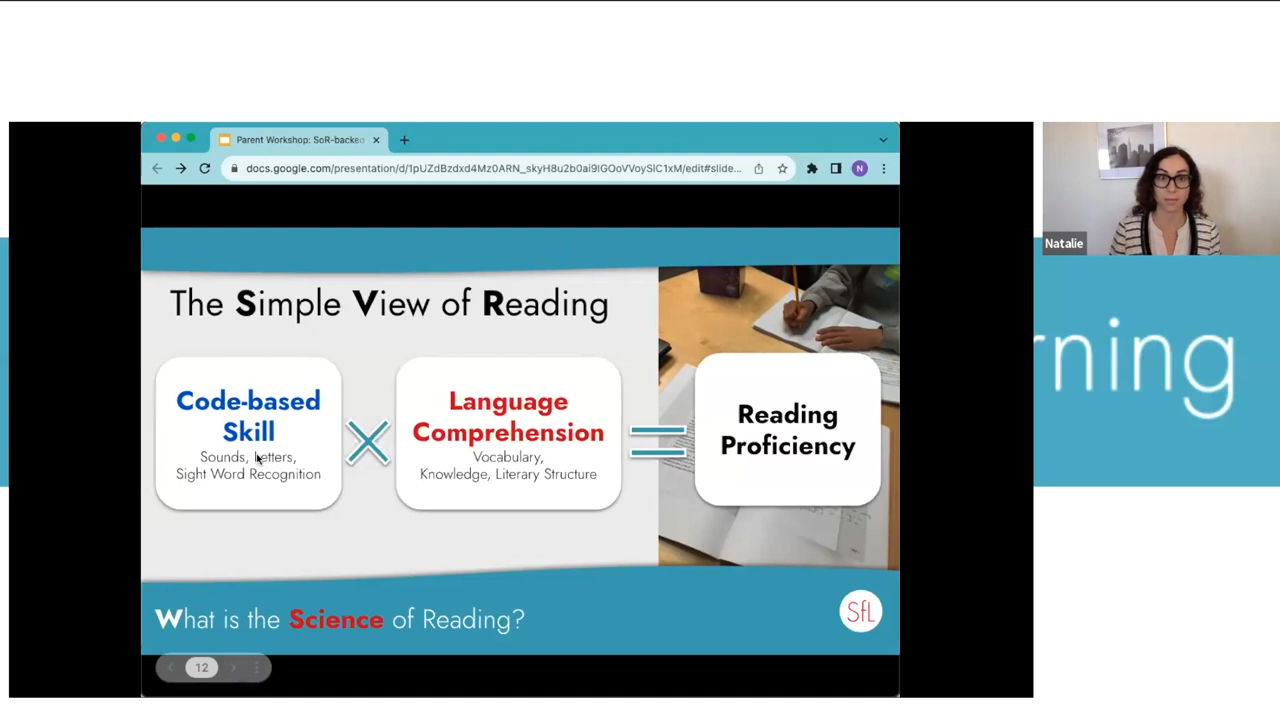 Parent Workshop: SoR-backed
docs.google.com/presentation/d/1pUZdBzdxd4Mz0ARN_skyH8u2b0ai9IGOoVVoySlC1xM/edit#slide...
N
The Simple View of Reading
Code-based
Skill
Sounds, Letters,
Sight Word Recognition
Language
Comprehension
Vocabulary,
Knowledge, Literary Structure
Reading
Proficiency
What is the Science of Reading?
SfL
12
Natalie
rning